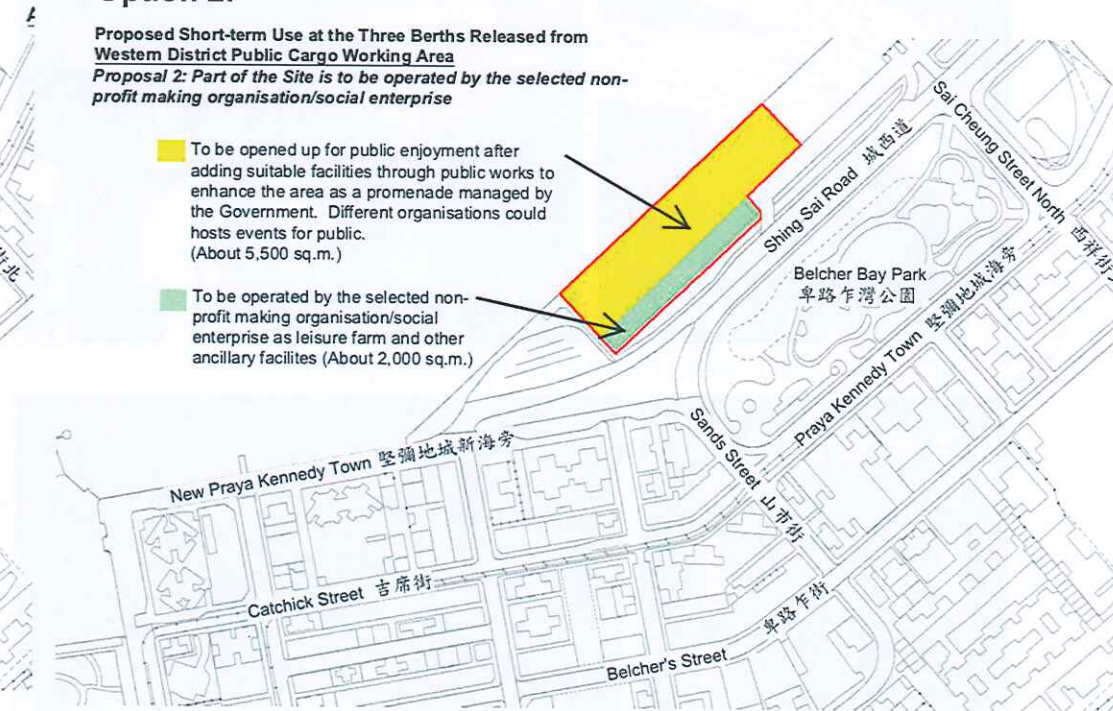 Proposed Short-term Use at the Three Berths Released from
Western District Public Cargo Working Area
Proposal 2: Part of the Site is to be operated by the selected non-
profit making organisation/social enterprise
To be opened up for public enjoyment after
adding suitable facilities through public works to
enhance the area as a promenade managed by
the Government. Different organisations could
hosts events for public.
(About 5,500 sq.m.)
To be operated by the selected non-
profit making organisation/social
enterprise as leisure farm and other
ancillary facilites (About 2,000 sq.m.)
Sai Cheung Street North 西祥街
Shing Sai Road 城西道
Belcher Bay Park
卑路乍灣公園
Praya Kennedy Town 堅彌地城海旁
Sands Street 山市街
New Praya Kennedy Town 堅彌地城新海旁
Catchick Street 吉席街
Belcher's Street 卑路乍街
街北